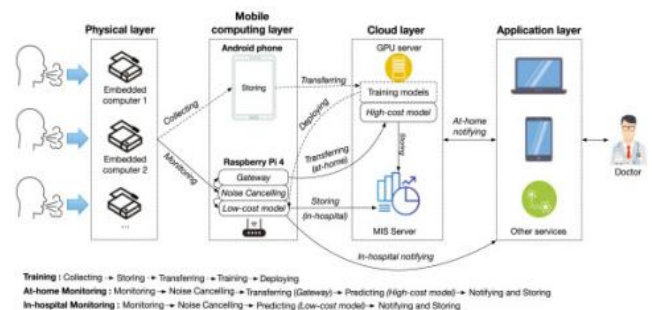 Physical layer
Mobile
computing layer
Cloud layer
Application layer
Android phone
GPU server
Embedded
computer 1
Storing
Transferring
Training models
High-cost model
Collecting
Deploying
Storing
At-home
notifying
Embedded
computer 2
Monitoring
Raspberry Pi 4
Transferring
(at-home)
Gateway
Noise Cancelling
Low-cost model
Storing
(in-hospital)
MIS Server
Other services
Doctor
...
In-hospital notifying
Training : Collecting → Storing → Transferring → Training → Deploying
At-home Monitoring : Monitoring → Noise Cancelling → Transferring (Gateway) → Predicting (High-cost model) → Notifying and Storing
In-hospital Monitoring : Monitoring → Noise Cancelling → Predicting (Low-cost model) → Notifying and Storing